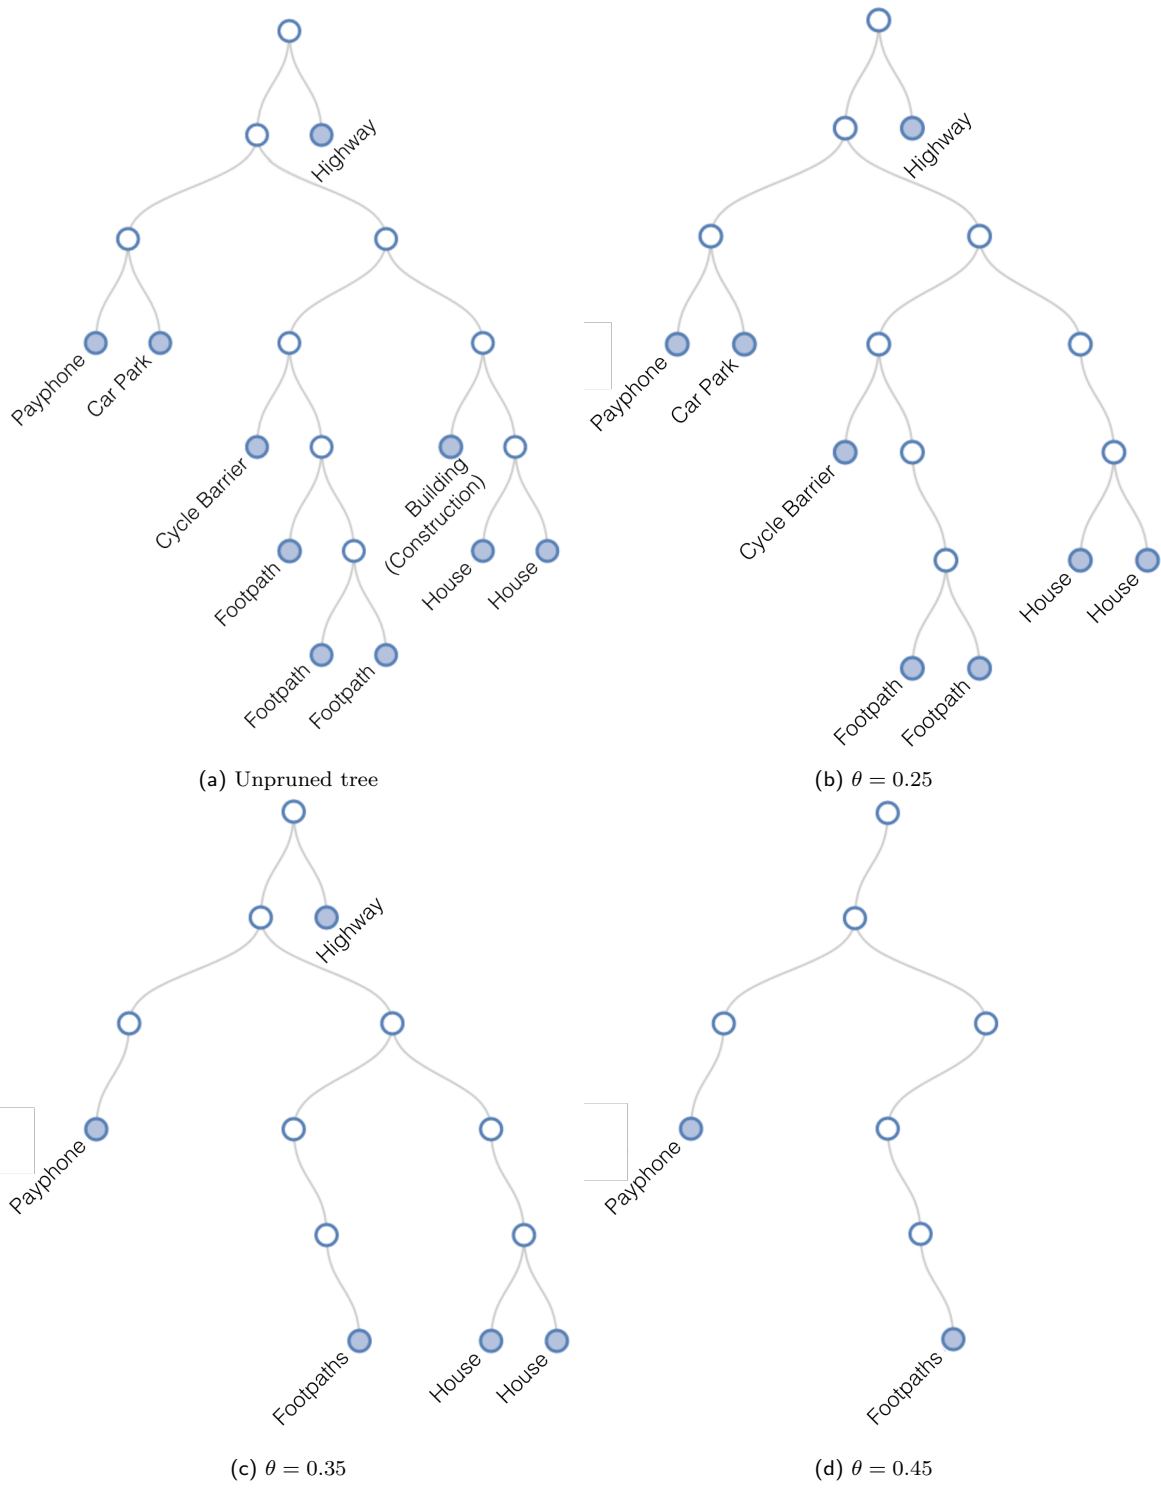 Highway
Payphone
Car Park
Cycle Barrier
Building
(Construction)
Footpath
House
House
Footpath
Footpath
(a) Unpruned tree
Highway
Payphone
Car Park
Cycle Barrier
House
House
Footpath
Footpath
(b) θ = 0.25
Highway
Payphone
Footpaths
House
House
(c) θ = 0.35
Payphone
Footpaths
(d) θ = 0.45